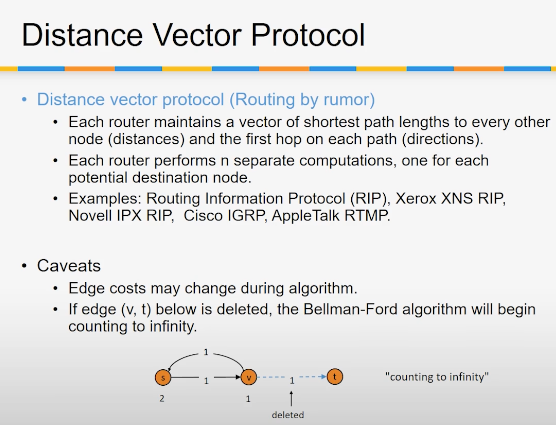 Distance Vector Protocol
• Distance vector protocol (Routing by rumor)
• Each router maintains a vector of shortest path lengths to every other
node (distances) and the first hop on each path (directions).
• Each router performs n separate computations, one for each
potential destination node.
• Examples: Routing Information Protocol (RIP), Xerox XNS RIP,
Novell IPX RIP,  Cisco IGRP, AppleTalk RTMP.
• Caveats
• Edge costs may change during algorithm.
• If edge (v, t) below is deleted, the Bellman-Ford algorithm will begin
counting to infinity.
1
s 1 v 1 t "counting to infinity"
2 1
deleted